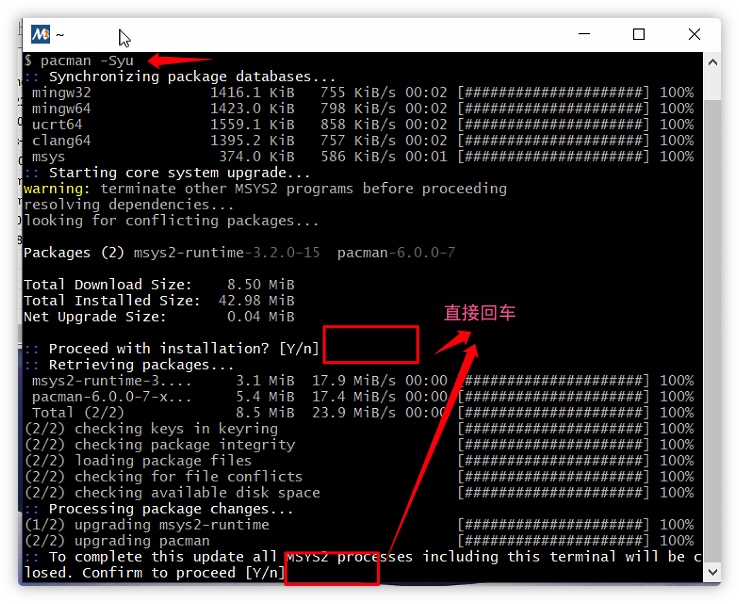 ~
$ pacman -Syu
:: Synchronizing package databases...
mingw32 1416.1 KiB 755 KiB/s 00:02 [######################] 100%
mingw64 1423.0 KiB 798 KiB/s 00:02 [######################] 100%
ucrt64 1559.1 KiB 858 KiB/s 00:02 [######################] 100%
clang64 1395.2 KiB 757 KiB/s 00:02 [######################] 100%
msys 374.0 KiB 586 KiB/s 00:01 [######################] 100%
:: Starting core system upgrade...
warning: terminate other MSYS2 programs before proceeding
resolving dependencies...
looking for conflicting packages...
Packages (2) msys2-runtime-3.2.0-15 pacman-6.0.0-7
Total Download Size: 8.50 MiB
Total Installed Size: 42.98 MiB
Net Upgrade Size: 0.04 MiB
直接回车
:: Proceed with installation? [Y/n]
:: Retrieving packages...
msys2-runtime-3.... 3.1 MiB 17.9 MiB/s 00:00 [######################] 100%
pacman-6.0.0-7-x... 5.4 MiB 17.4 MiB/s 00:00 [######################] 100%
Total (2/2) 8.5 MiB 23.9 MiB/s 00:00 [######################] 100%
(2/2) checking keys in keyring [######################] 100%
(2/2) checking package integrity [######################] 100%
(2/2) loading package files [######################] 100%
(2/2) checking for file conflicts [######################] 100%
(2/2) checking available disk space [######################] 100%
:: Processing package changes...
(1/2) upgrading msys2-runtime [######################] 100%
(2/2) upgrading pacman [######################] 100%
:: To complete this update all MSYS2 processes including this terminal will be c
losed. Confirm to proceed [Y/n]